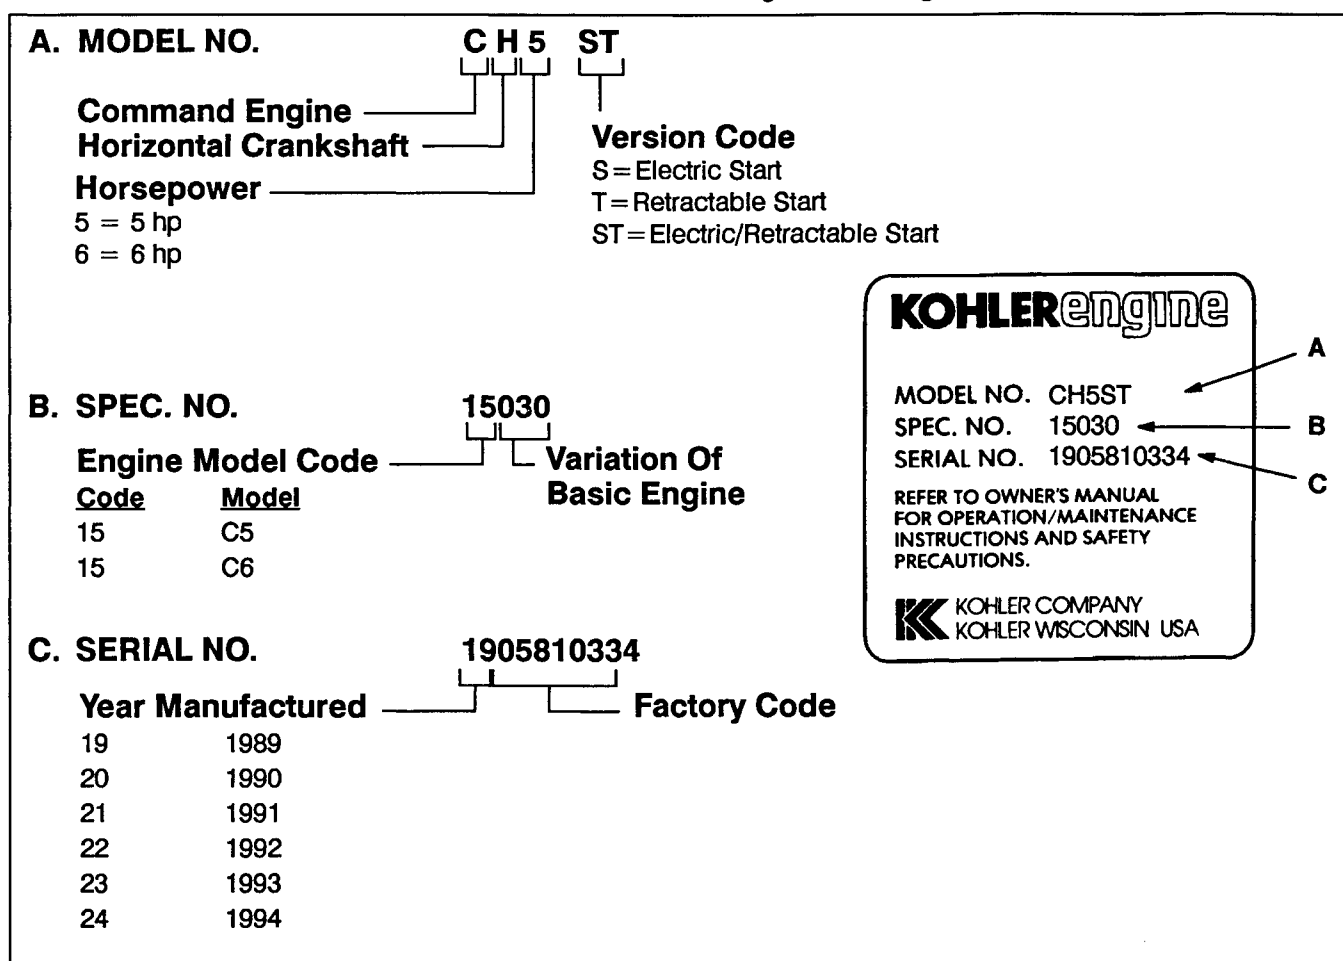 A. MODEL NO. C H 5 ST
Command Engine
Horizontal Crankshaft
Horsepower
5 = 5 hp
6 = 6 hp
Version Code
S = Electric Start
T = Retractable Start
ST = Electric/Retractable Start
KOHLERengine
MODEL NO. CH5ST
SPEC. NO. 15030
SERIAL NO. 1905810334
REFER TO OWNER'S MANUAL
FOR OPERATION/MAINTENANCE
INSTRUCTIONS AND SAFETY
PRECAUTIONS.
KOHLER COMPANY
KOHLER WISCONSIN USA
A
B
C
B. SPEC. NO. 15030
Engine Model Code
Variation Of
Basic Engine
Code Model
15 C5
15 C6
C. SERIAL NO. 1905810334
Year Manufactured
Factory Code
19 1989
20 1990
21 1991
22 1992
23 1993
24 1994